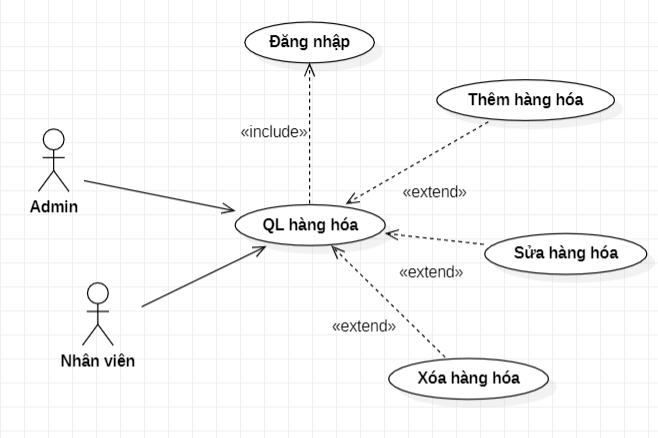 Đăng nhập
Thêm hàng hóa
«include»
«extend»
Admin
QL hàng hóa
Sửa hàng hóa
«extend»
«extend»
Nhân viên
Xóa hàng hóa